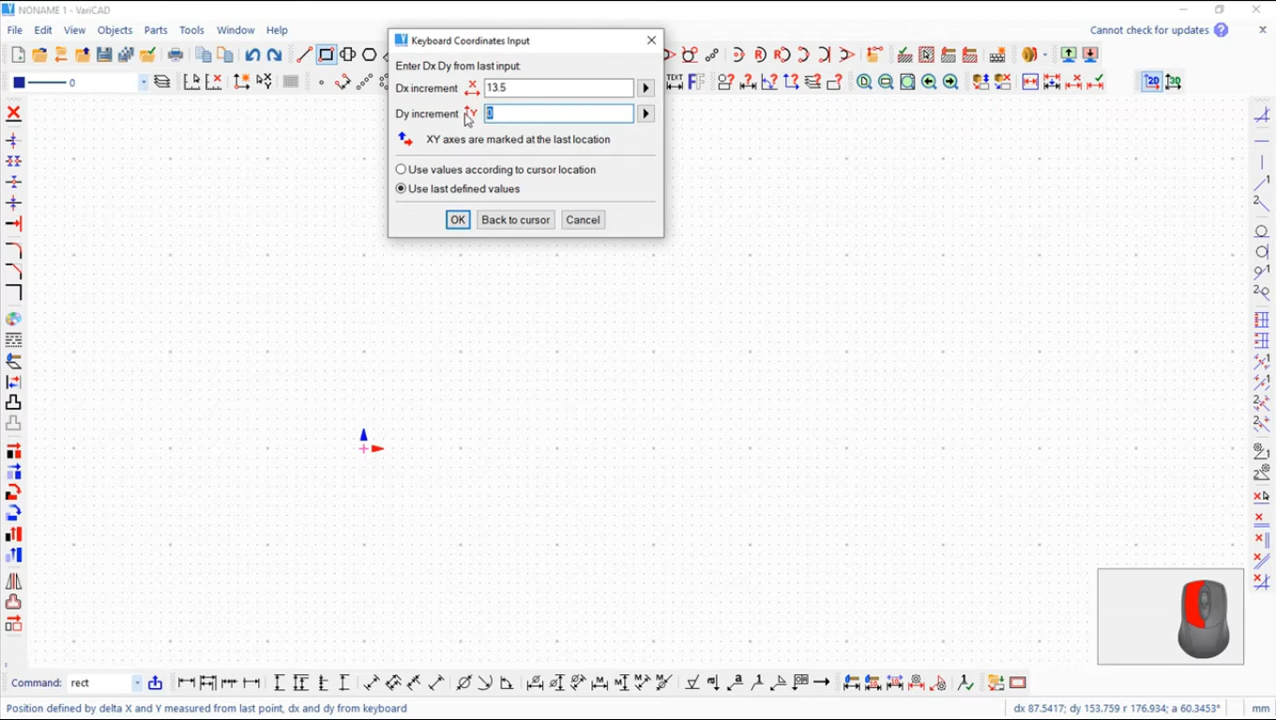 NONAME 1 - VariCAD
File Edit View Objects Parts Tools Window Help
Cannot check for updates
0
2D 3D
Keyboard Coordinates Input
Enter Dx Dy from last input:
Dx increment X 13.5
Dy increment Y 0
XY axes are marked at the last location
Use values according to cursor location
Use last defined values
OK Back to cursor Cancel
Command: rect
Position defined by delta X and Y measured from last point, dx and dy from keyboard
dx 87.5417; dy 153.759 r 176.934; a 60.3453° mm